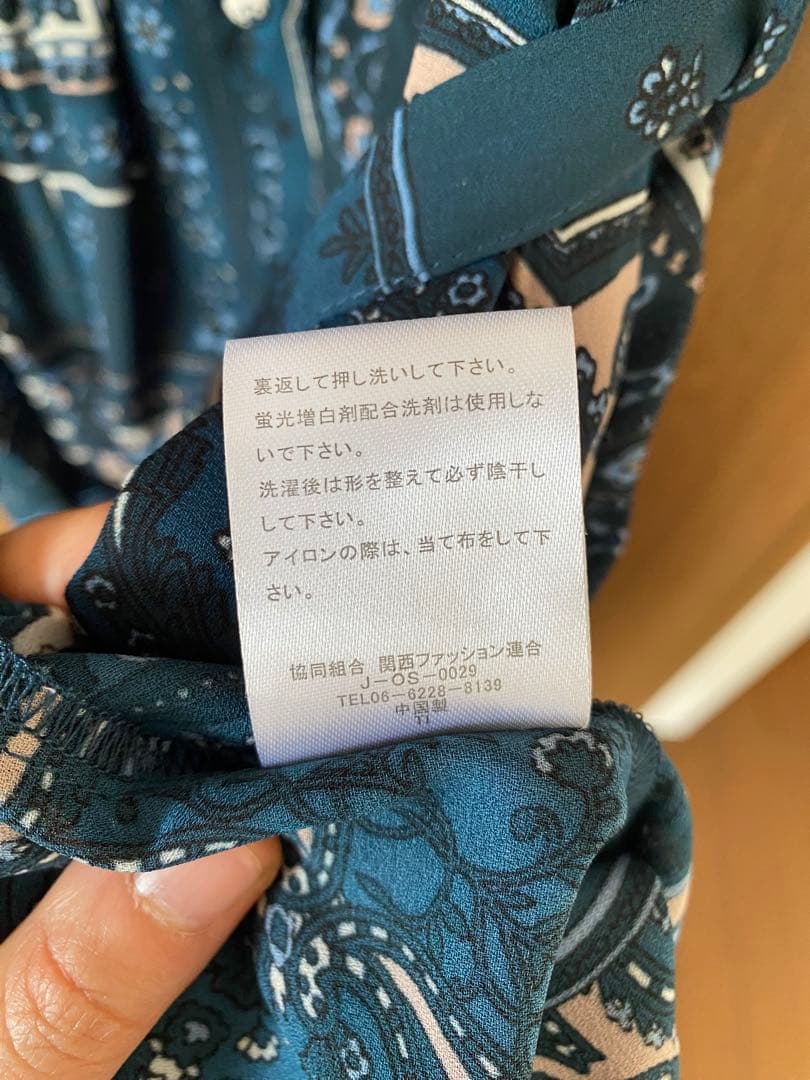 裏返して押し洗いして下さい。
蛍光増白剤配合洗剤は使用しな
いで下さい。
洗濯後は形を整えて必ず陰干し
して下さい。
アイロンの際は、当て布をして下
さい。
協同組合 関西ファッション連合
J-OS-0029
TEL06-6228-8139
中国製
11